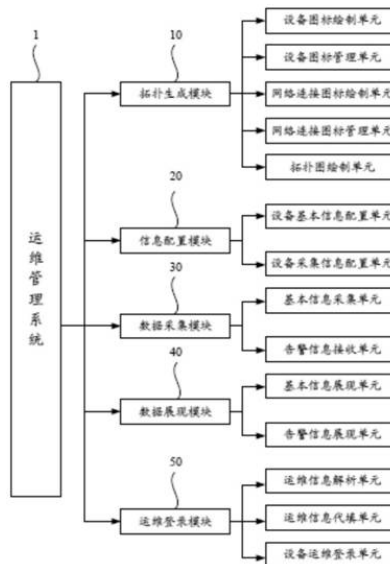 1
运维管理系统
10
拓扑生成模块
设备图标绘制单元
设备图标管理单元
网络连接图标绘制单元
网络连接图标管理单元
拓扑图绘制单元
20
信息配置模块
设备基本信息配置单元
设备采集信息配置单元
30
数据采集模块
基本信息采集单元
告警信息接收单元
40
数据展现模块
基本信息展现单元
告警信息展现单元
50
运维登录模块
运维信息解析单元
运维信息代填单元
设备运维登录单元